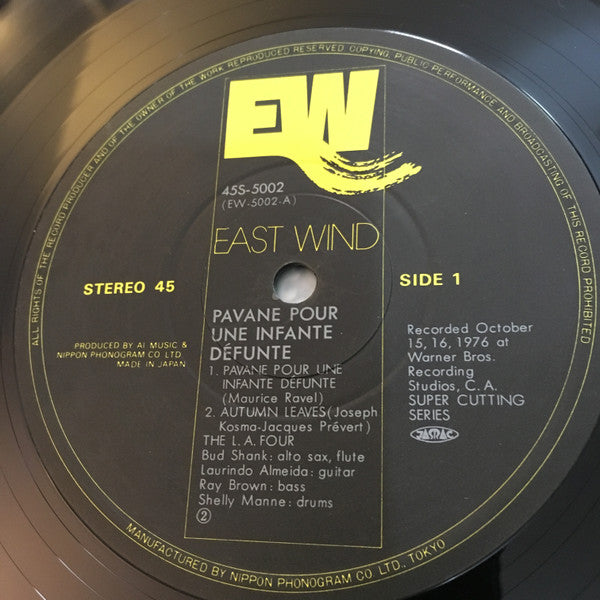 ALL RIGHTS OF THE RECORD PRODUCER AND OF THE OWNER OF THE WORK REPRODUCED RESERVED. COPYING, PUBLIC PERFORMANCE AND BROADCASTING OF THIS RECORD PROHIBITED
EW
45S-5002
(EW-5002-A)
EAST WIND
STEREO 45
SIDE 1
PRODUCED BY AI MUSIC &
NIPPON PHONOGRAM CO LTD.
MADE IN JAPAN
PAVANE POUR
UNE INFANTE
DÉFUNTE
1. PAVANE POUR UNE
INFANTE DÉFUNTE
(Maurice Ravel)
2. AUTUMN LEAVES(Joseph
Kosma-Jacques Prévert)
THE L.A.FOUR
Bud Shank: alto sax, flute
Laurindo Almeida: guitar
Ray Brown: bass
Shelly Manne: drums
②
Recorded October
15, 16, 1976 at
Warner Bros.
Recording
Studios, C. A.
SUPER CUTTING
SERIES
JASRAC
MANUFACTURED BY NIPPON PHONOGRAM CO LTD., TOKYO